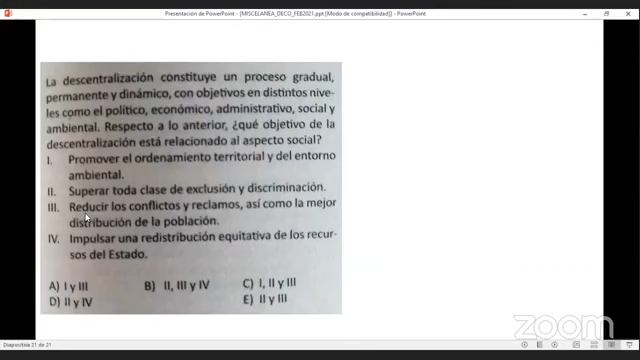 Presentación de PowerPoint - [MISCELANEA_DECO_FEB2021.ppt [Modo de compatibilidad]] - PowerPoint
La descentralización constituye un proceso gradual,
permanente y dinámico, con objetivos en distintos nive-
les como el político, económico, administrativo, social y
ambiental. Respecto a lo anterior, ¿qué objetivo de la
descentralización está relacionado al aspecto social?
I. Promover el ordenamiento territorial y del entorno
ambiental.
II. Superar toda clase de exclusión y discriminación.
III. Reducir los conflictos y reclamos, así como la mejor
distribución de la población.
IV. Impulsar una redistribución equitativa de los recur-
sos del Estado.
A) I y III B) II, III y IV C) I, II y III
D) II y IV E) II y III
zoom
Diapositiva 21 de 21